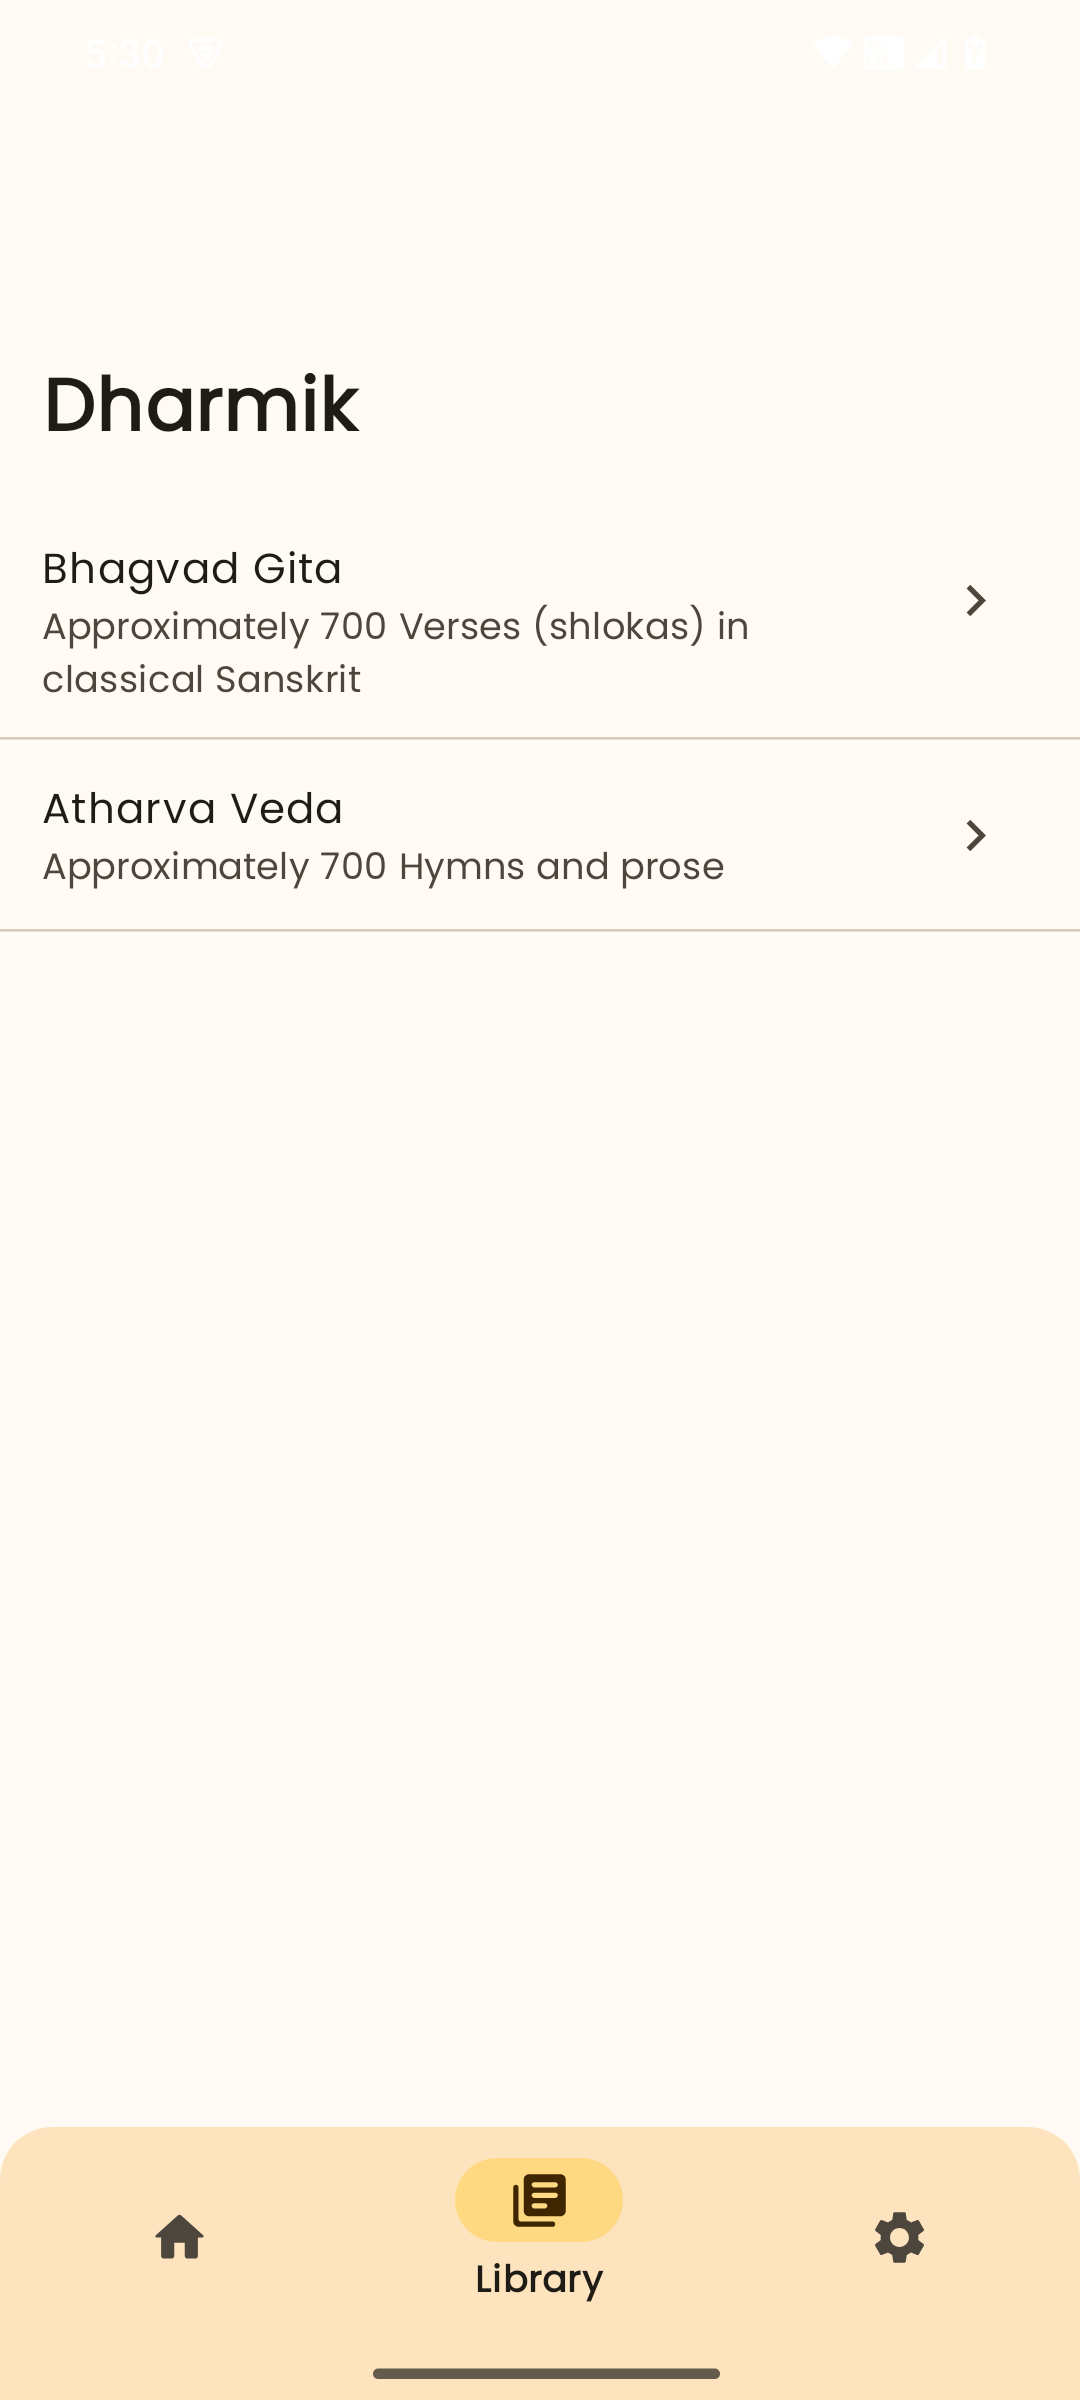 5:30
Dharmik
Bhagvad Gita
Approximately 700 Verses (shlokas) in
classical Sanskrit
Atharva Veda
Approximately 700 Hymns and prose
Library